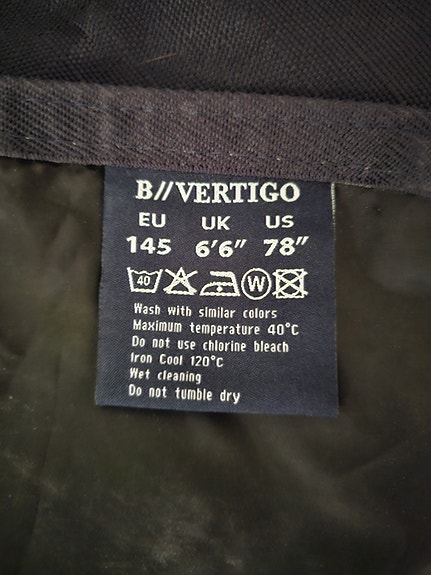 B//VERTIGO
EU UK US
145 6'6" 78"
40 W
Wash with similar colors
Maximum temperature 40°C
Do not use chlorine bleach
Iron Cool 120°C
Wet cleaning
Do not tumble dry